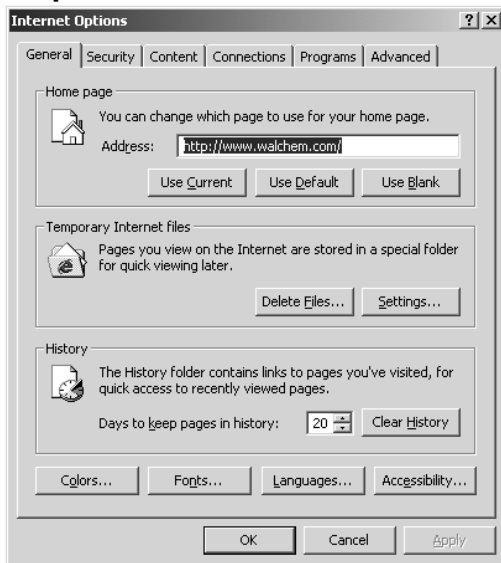 Internet Options
? X
General Security Content Connections Programs Advanced
Home page
You can change which page to use for your home page.
Address: http://www.walchem.com/
Use Current Use Default Use Blank
Temporary Internet files
Pages you view on the Internet are stored in a special folder
for quick viewing later.
Delete Files... Settings...
History
The History folder contains links to pages you've visited, for
quick access to recently viewed pages.
Days to keep pages in history: 20 Clear History
Colors... Fonts... Languages... Accessibility...
OK Cancel Apply